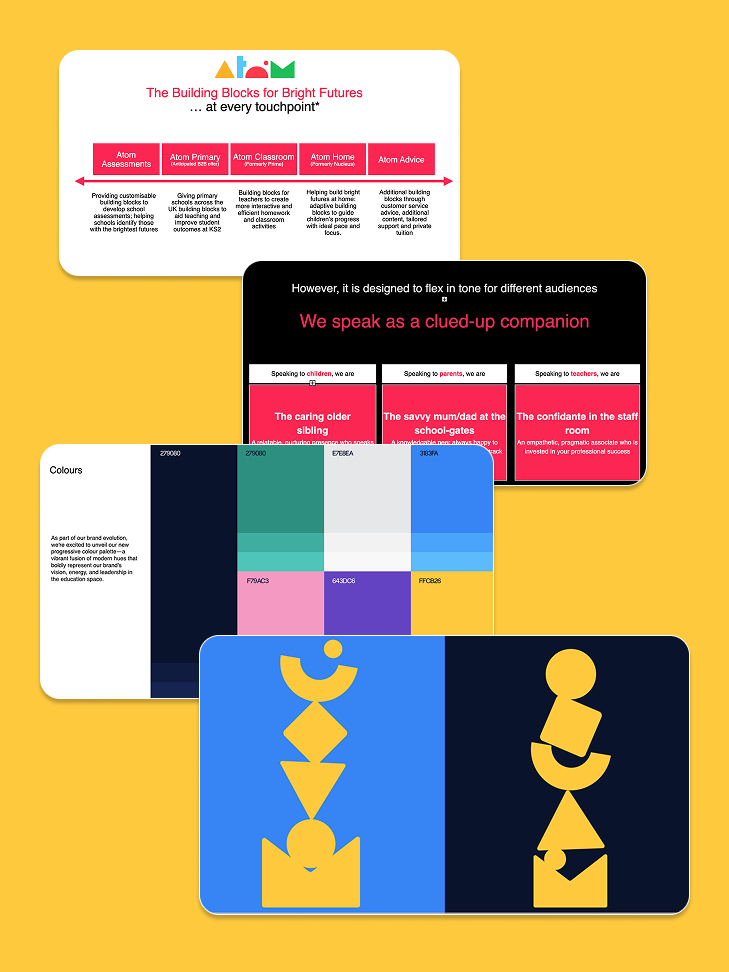 Atom
The Building Blocks for Bright Futures
… at every touchpoint*
Atom
Assessments
Atom Primary
(Anticipated B2B offer)
Atom Classroom
(Formerly Prime)
Atom Home
(Formerly Nucleus)
Atom Advice
Providing customisable
building blocks to
develop school
assessments; helping
schools identify those
with the brightest futures
Giving primary
schools across the
UK building blocks to
aid teaching and
improve student
outcomes at KS2
Building blocks for
teachers to create
more interactive and
efficient homework
and classroom
activities
Helping build bright
futures at home:
adaptive building
blocks to guide
children's progress
with ideal pace and
focus.
Additional building
blocks through
customer service
advice, additional
content, tailored
support and private
tuition
However, it is designed to flex in tone for different audiences
We speak as a clued-up companion
Speaking to children, we are
Speaking to parents, we are
Speaking to teachers, we are
The caring older
sibling
A relatable, nurturing presence who speaks
The savvy mum/dad at the
school-gates
A knowledgable peer always happy to
track
The confidante in the staff
room
An empathetic, pragmatic associate who is
invested in your professional success
Colours
As part of our brand evolution,
we're excited to unveil our new
progressive colour palette—a
vibrant fusion of modern hues that
boldly represent our brand's
vision, energy, and leadership in
the education space.
279080
279080
E7E8EA
3183FA
F79AC3
643DC6
FFCB26